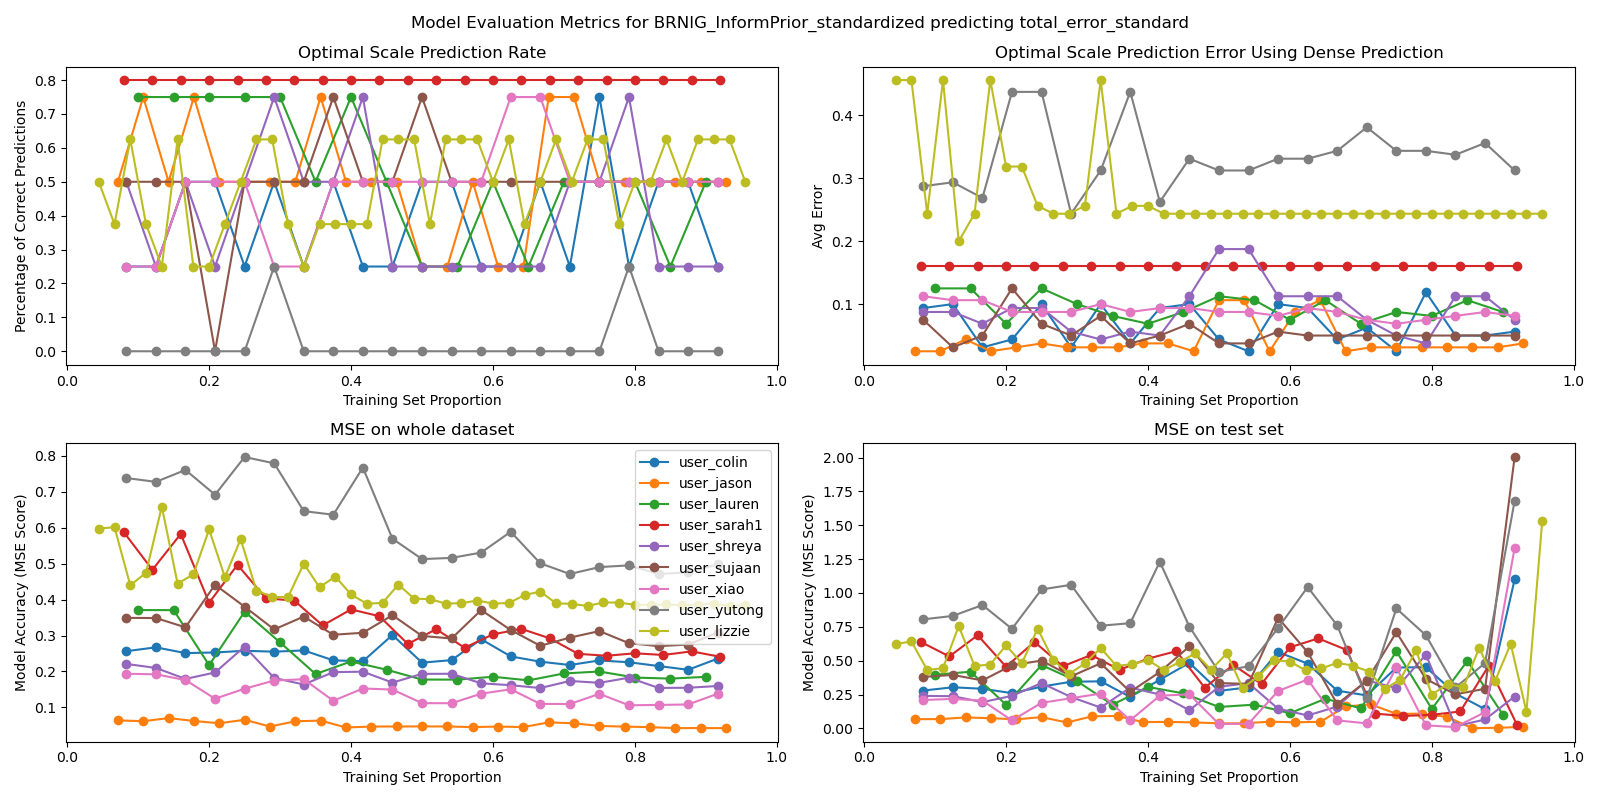 Model Evaluation Metrics for BRNIG_InformPrior_standardized predicting total_error_standard
Optimal Scale Prediction Rate
Percentage of Correct Predictions
0.8
0.7
0.6
0.5
0.4
0.3
0.2
0.1
0.0
0.0
0.2
0.4
0.6
0.8
1.0
Training Set Proportion
Optimal Scale Prediction Error Using Dense Prediction
Avg Error
0.4
0.3
0.2
0.1
0.0
0.2
0.4
0.6
0.8
1.0
Training Set Proportion
MSE on whole dataset
Model Accuracy (MSE Score)
0.8
0.7
0.6
0.5
0.4
0.3
0.2
0.1
user_colin
user_jason
user_lauren
user_sarah1
user_shreya
user_sujaan
user_xiao
user_yutong
user_lizzie
0.0
0.2
0.4
0.6
0.8
1.0
Training Set Proportion
MSE on test set
Model Accuracy (MSE Score)
2.00
1.75
1.50
1.25
1.00
0.75
0.50
0.25
0.00
0.0
0.2
0.4
0.6
0.8
1.0
Training Set Proportion